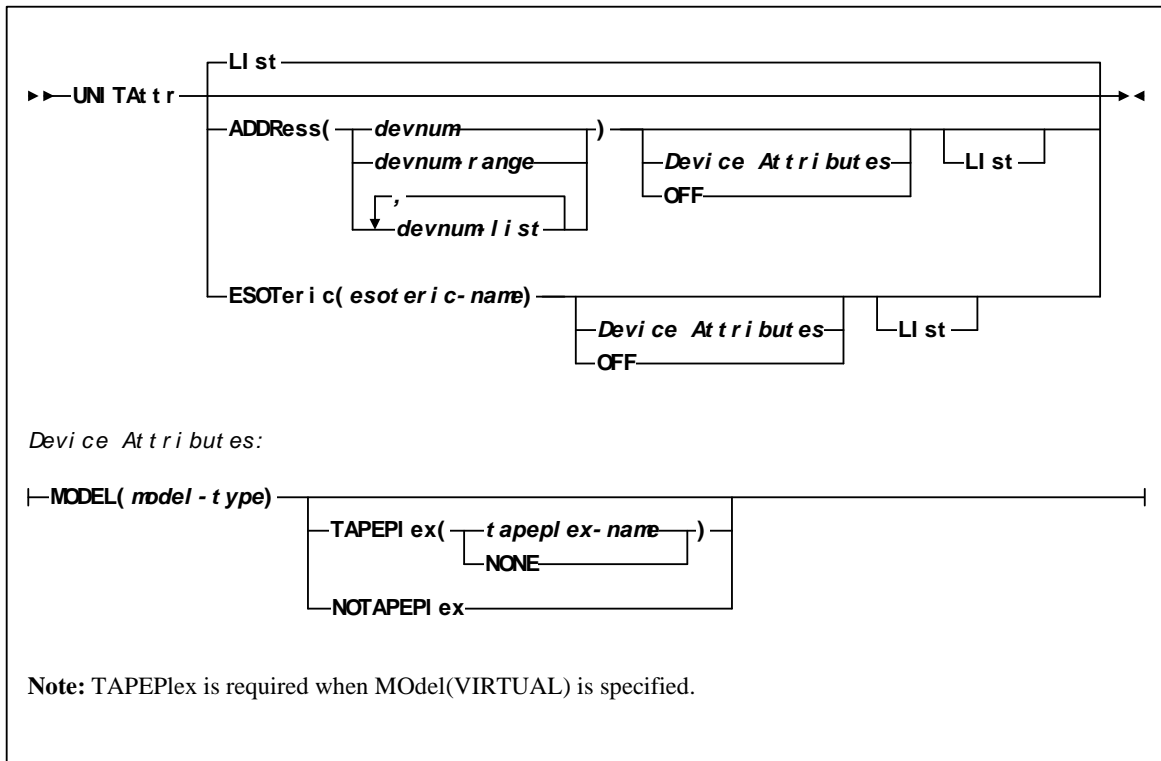 LIst
UNITAttr
ADDRess( devnum )
devnum-range
Device Attributes
LIst
,
OFF
devnum-list
ESOTeric(esoteric-name)
Device Attributes
LIst
OFF
Device Attributes:
MODEL(model-type)
TAPEPlex( tapeplex-name )
NONE
NOTAPEPlex
Note: TAPEPlex is required when MOdel(VIRTUAL) is specified.